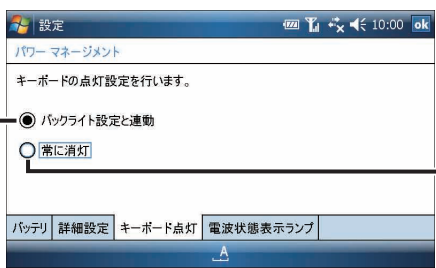 設定 10:00 ok
パワー マネージメント
キーボードの点灯設定を行います。
バックライト設定と連動
常に消灯
バッテリ 詳細設定 キーボード点灯 電波状態表示ランプ
A